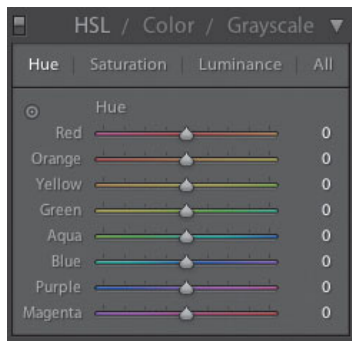 HSL / Color / Grayscale
Hue | Saturation | Luminance | All
Hue
Red 0
Orange 0
Yellow 0
Green 0
Aqua 0
Blue 0
Purple 0
Magenta 0